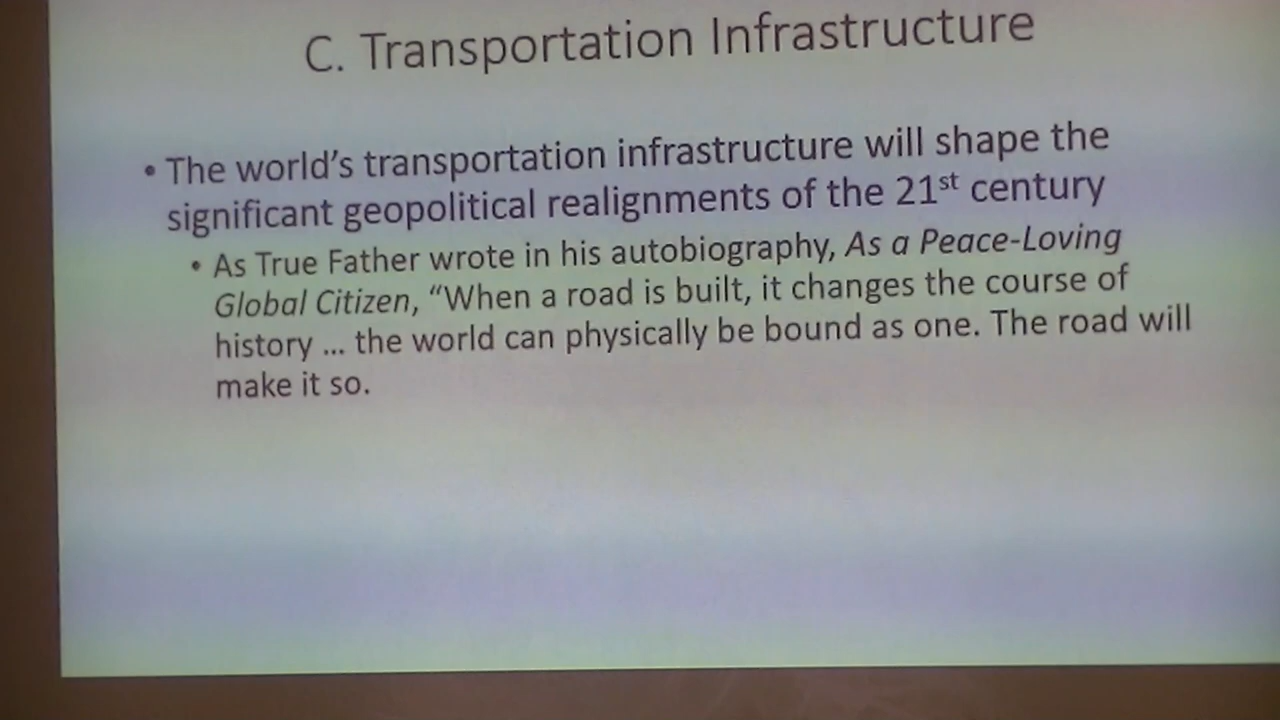 C. Transportation Infrastructure
• The world’s transportation infrastructure will shape the
significant geopolitical realignments of the 21st century
• As True Father wrote in his autobiography, As a Peace-Loving
Global Citizen, “When a road is built, it changes the course of
history ... the world can physically be bound as one. The road will
make it so.